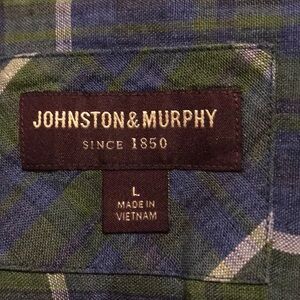 JOHNSTON & MURPHY
SINCE 1850
L
MADE IN
VIETNAM